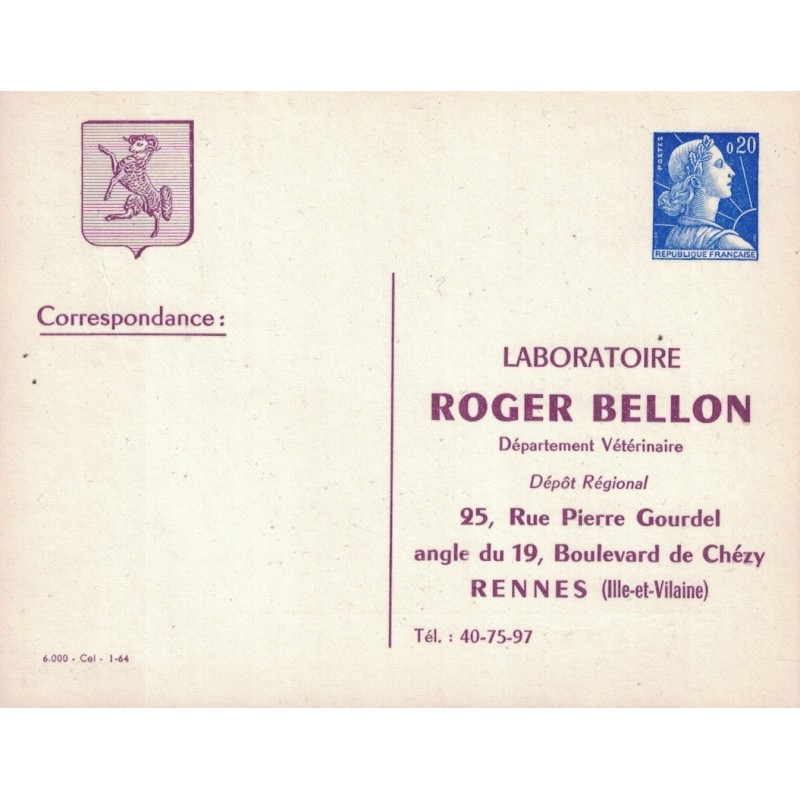 POSTES
0,20
REPUBLIQUE FRANÇAISE
Correspondance :
LABORATOIRE
ROGER BELLON
Département Vétérinaire
Dépôt Régional
25, Rue Pierre Gourdel
angle du 19, Boulevard de Chézy
RENNES (Ille-et-Vilaine)
Tél. : 40-75-97
6.000 - Cel - 1-64